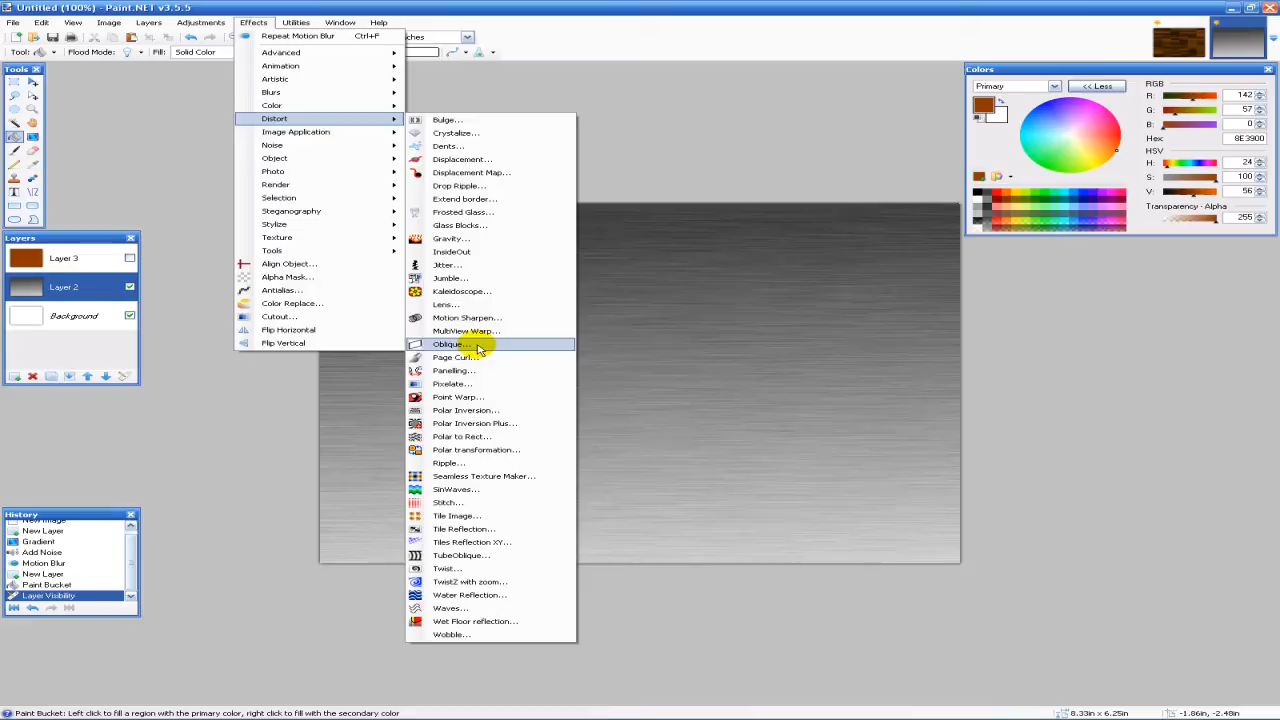 Untitled (100%) - Paint.NET v3.5.5
File Edit View Image Layers Adjustments Effects Utilities Window Help
Tool: Flood Mode: Fill: Solid Color
Repeat Motion Blur Ctrl+F
Advanced
Animation
Artistic
Blurs
Color
Distort
Image Application
Noise
Object
Photo
Render
Selection
Steganography
Stylize
Texture
Tools
Align Object...
Alpha Mask...
Antialias...
Color Replace...
Cutout...
Flip Horizontal
Flip Vertical
Bulge...
Crystalize...
Dents...
Displacement...
Displacement Map...
Drop Ripple...
Extend border...
Frosted Glass...
Glass Blocks...
Gravity...
InsideOut
Jitter...
Jumble...
Kaleidoscope...
Lens...
Motion Sharpen...
MultiView Warp...
Oblique...
Page Curl...
Panelling...
Pixelate...
Point Warp...
Polar Inversion...
Polar Inversion Plus...
Polar to Rect...
Polar transformation...
Ripple...
Seamless Texture Maker...
SinWaves...
Stitch...
Tile Image...
Tile Reflection...
Tiles Reflection XY...
TubeOblique...
Twist...
TwistZ with zoom...
Water Reflection...
Waves...
Wet Floor reflection...
Wobble...
Tools
Layers
Layer 3
Layer 2
Background
History
New Image
New Layer
Gradient
Add Noise
Motion Blur
New Layer
Paint Bucket
Layer Visibility
Colors
Primary
<< Less
RGB
R: 142
G: 57
B: 0
Hex: 8E3900
HSV
H: 24
S: 100
V: 56
Transparency - Alpha
255
Paint Bucket: Left click to fill a region with the primary color, right click to fill with the secondary color
8.33in x 6.25in
-1.86in, -2.48in